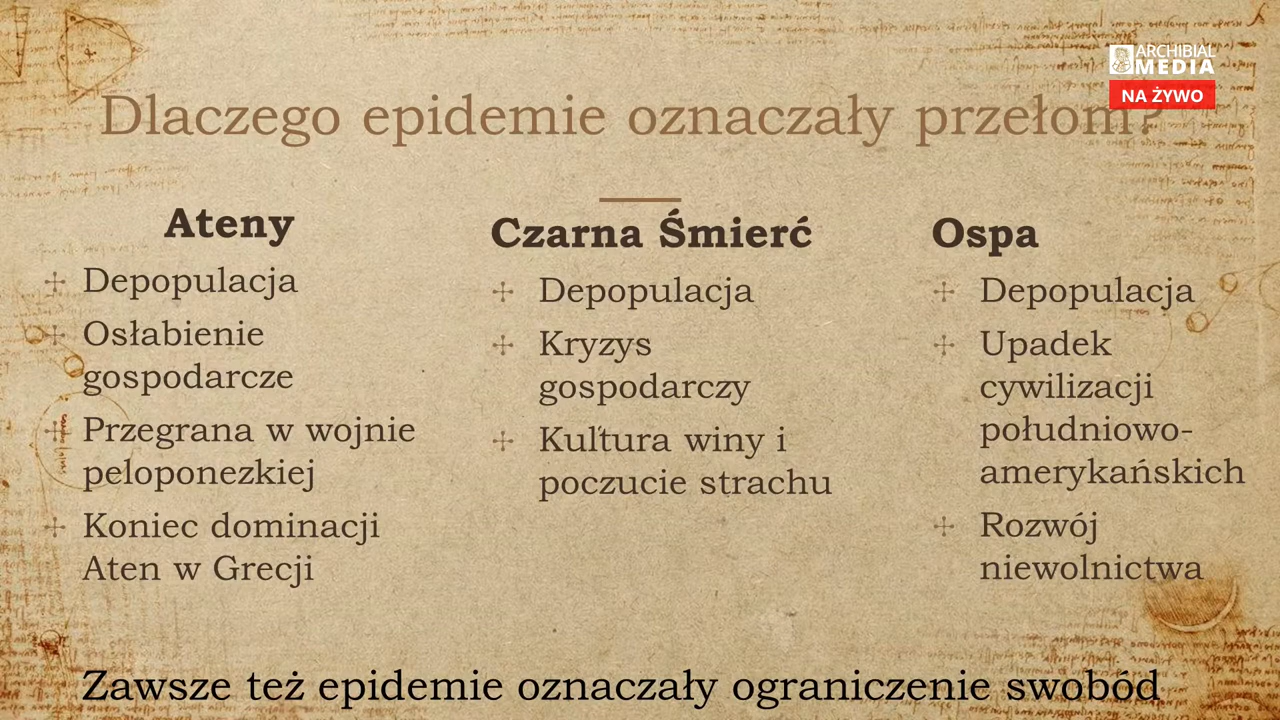 ARCHIBIAL
MEDIA
NA ŻYWO
Dlaczego epidemie oznaczały przełom?
Ateny
Depopulacja
Osłabienie
gospodarcze
Przegrana w wojnie
peloponezkiej
Koniec dominacji
Aten w Grecji
Czarna Śmierć
Depopulacja
Kryzys
gospodarczy
Kultura winy i
poczucie strachu
Ospa
Depopulacja
Upadek
cywilizacji
południowo-
amerykańskich
Rozwój
niewolnictwa
Zawsze też epidemie oznaczały ograniczenie swobód